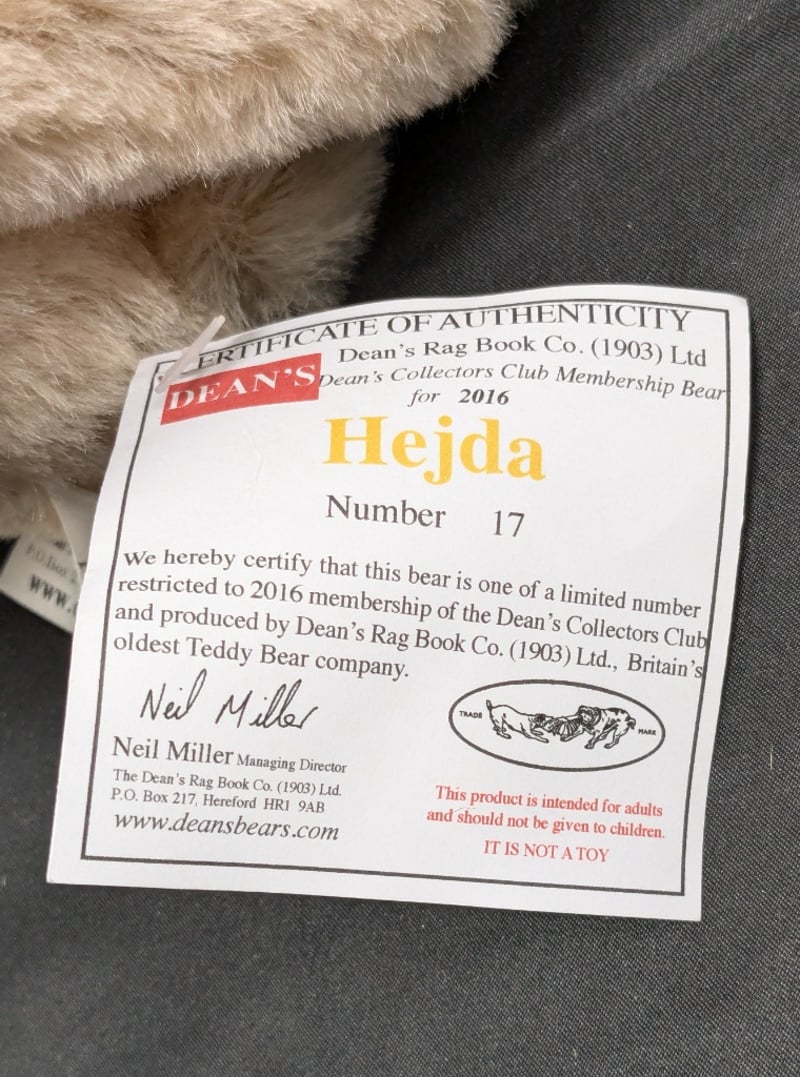 CERTIFICATE OF AUTHENTICITY
DEAN'S
Dean's Rag Book Co. (1903) Ltd
Dean's Collectors Club Membership Bear
for 2016
Hejda
Number 17
We hereby certify that this bear is one of a limited number
restricted to 2016 membership of the Dean's Collectors Club
and produced by Dean's Rag Book Co. (1903) Ltd., Britain's
oldest Teddy Bear company.
Neil Miller
Neil Miller Managing Director
The Dean's Rag Book Co. (1903) Ltd.
P.O. Box 217, Hereford HR1 9AB
www.deansbears.com
TRADE MARK
This product is intended for adults
and should not be given to children.
IT IS NOT A TOY
P.O. Box 2
www.